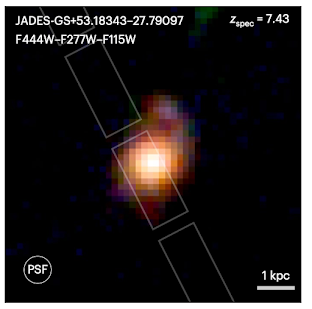 JADES-GS+53.18343–27.79097
z_spec = 7.43
F444W–F277W–F115W
PSF
1 kpc